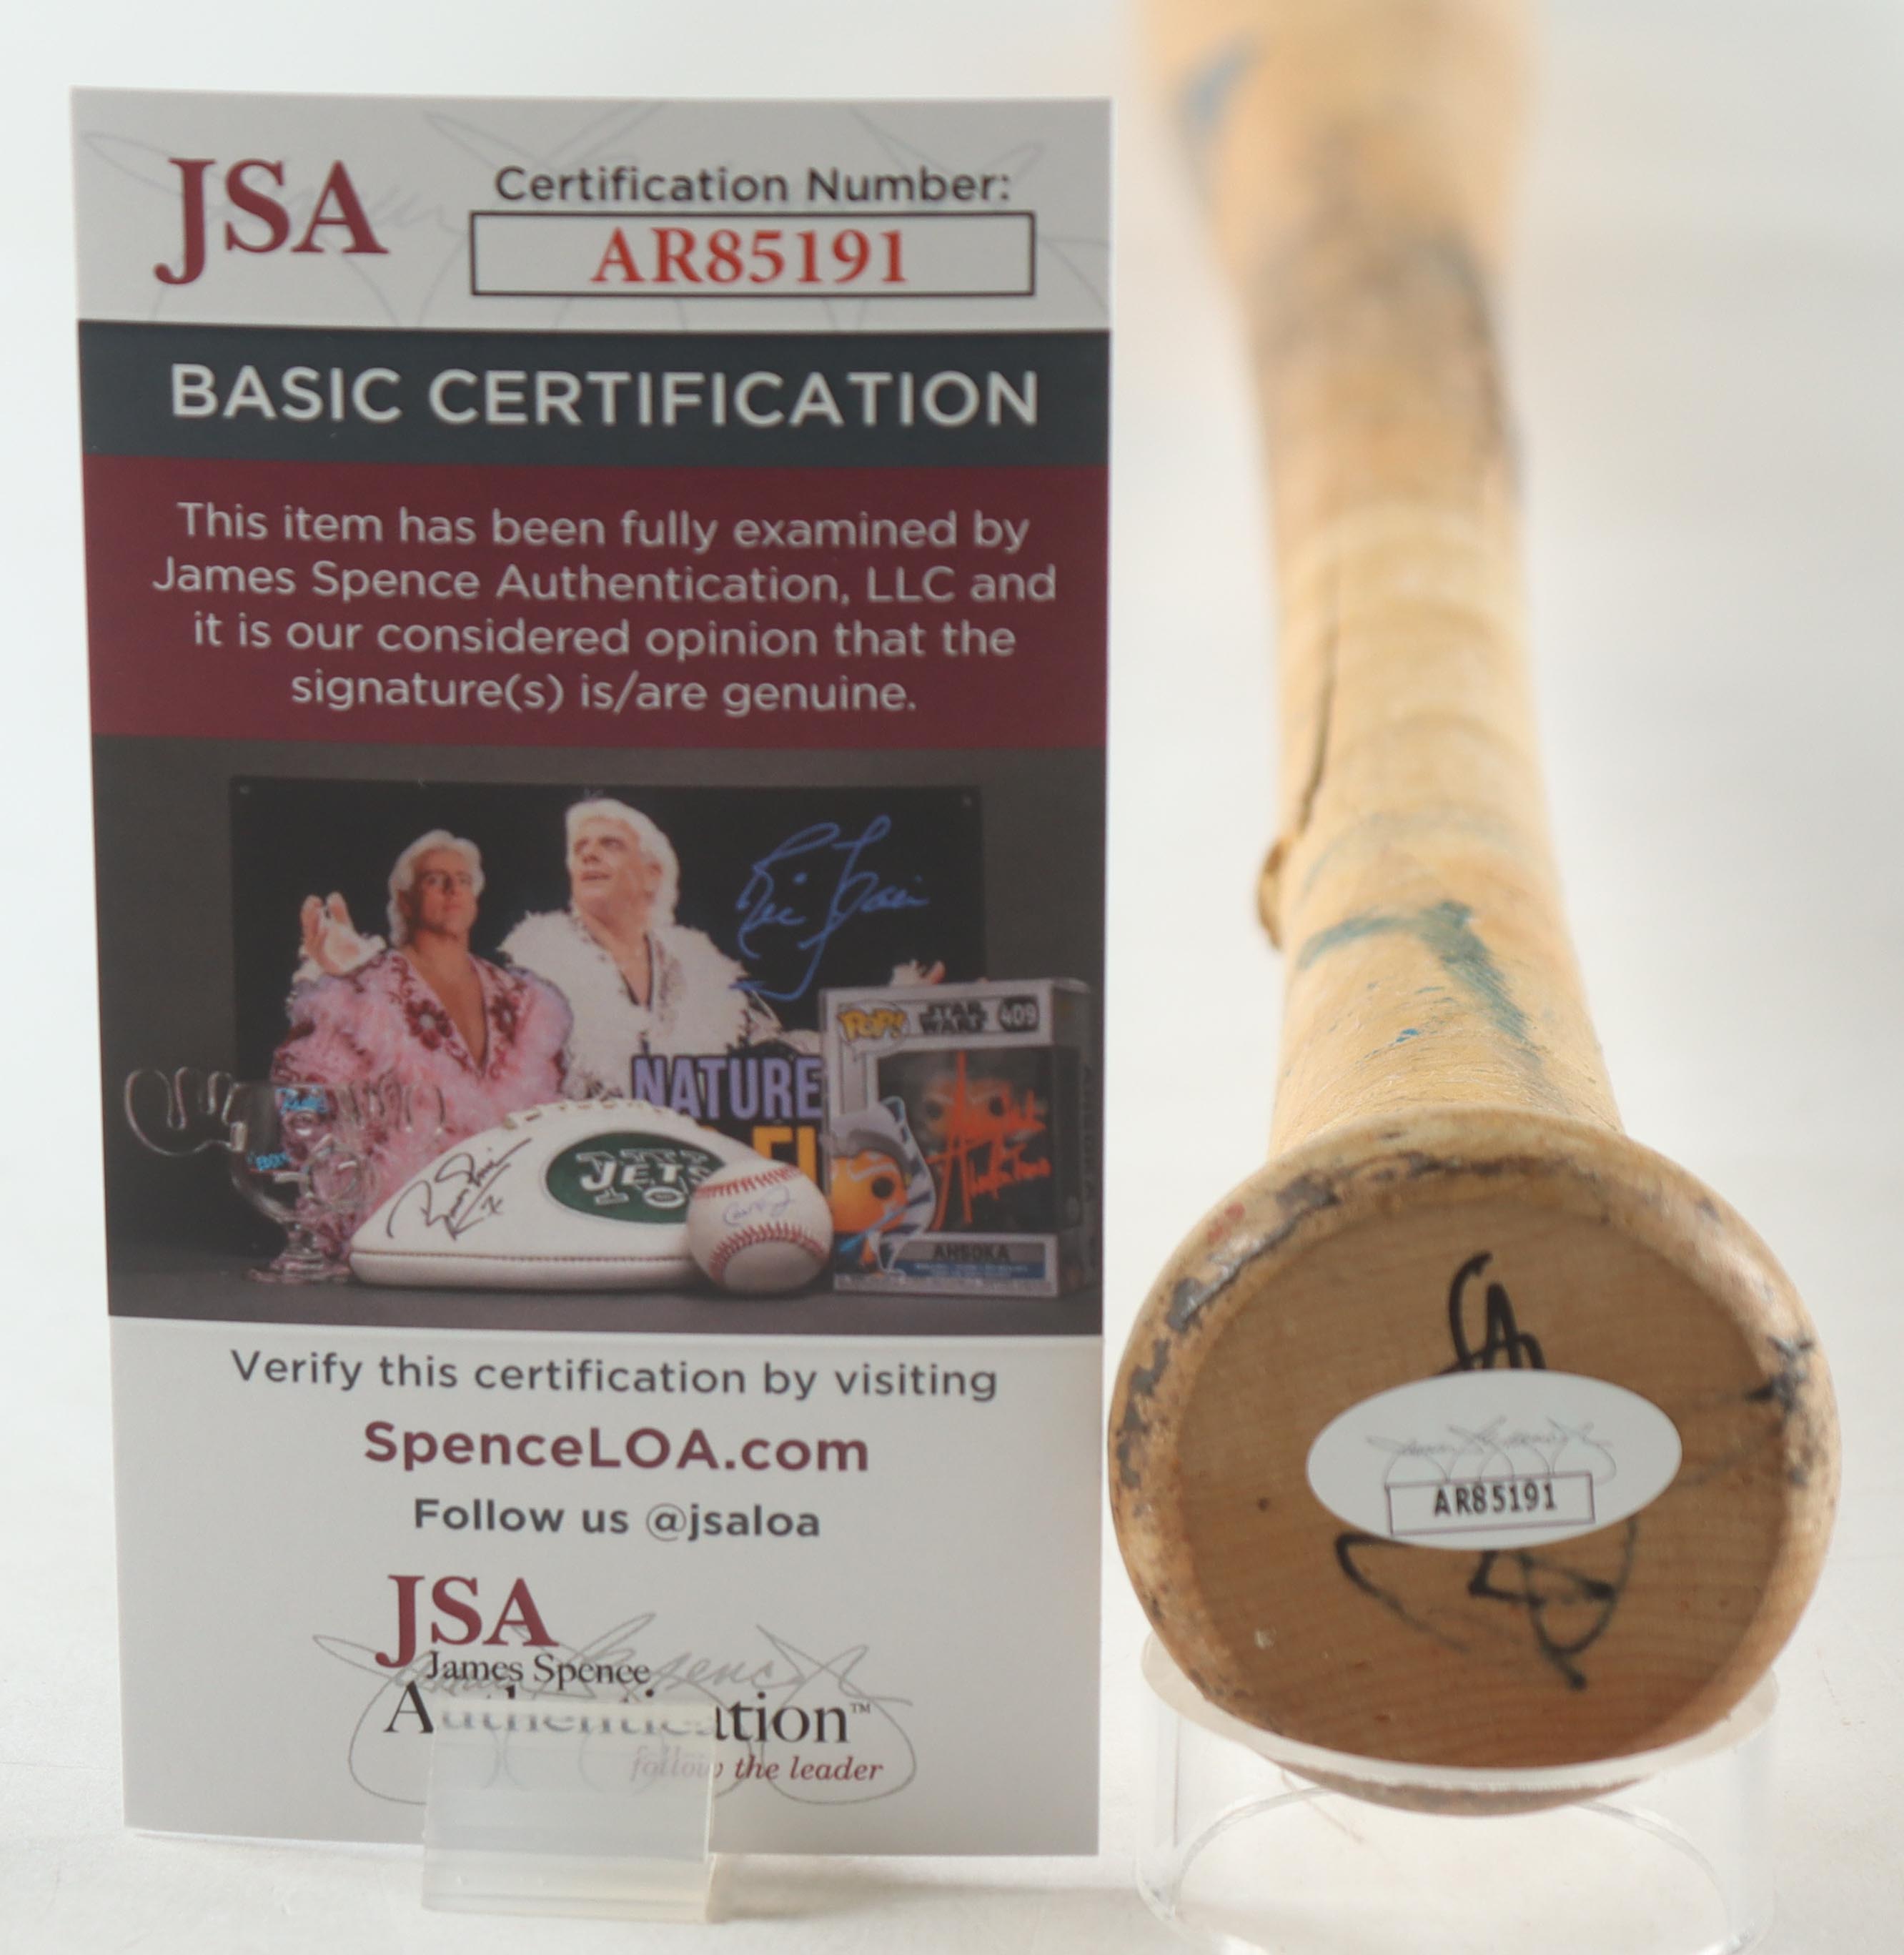 JSA
Certification Number:
AR85191
BASIC CERTIFICATION
This item has been fully examined by
James Spence Authentication, LLC and
it is our considered opinion that the
signature(s) is/are genuine.
Ric Flair
POP!
STAR
WARS
409
NATURE
JETS
AHSOKA
Verify this certification by visiting
SpenceLOA.com
Follow us @jsaloa
JSA
James Spence
Authentication™
follow the leader
AR85191